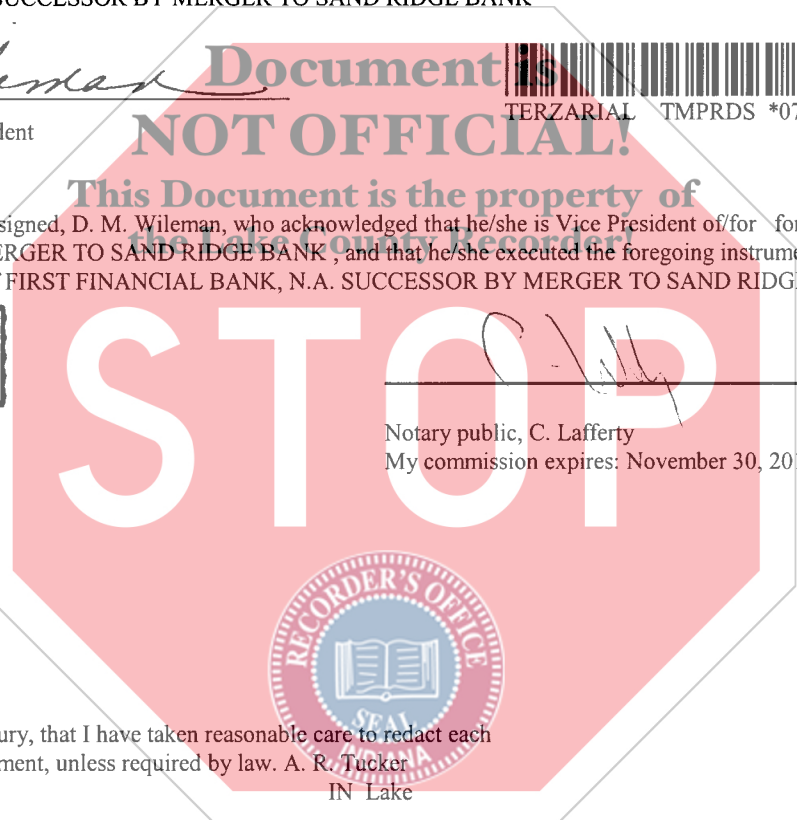 SUCCESSOR BY MERGER TO SAND RIDGE BANK
Document is
NOT OFFICIAL!
This Document is the property of
the Lake County Recorder!
TERZARIAL TMPRDS *07
dent
signed, D. M. Wileman, who acknowledged that he/she is Vice President of/for for
ERGER TO SAND RIDGE BANK , and that he/she executed the foregoing instrume
FIRST FINANCIAL BANK, N.A. SUCCESSOR BY MERGER TO SAND RIDG
STOP
Notary public, C. Lafferty
My commission expires: November 30, 201
RECORDER'S OFFICE
SEAL
INDIANA
ury, that I have taken reasonable care to redact each
ment, unless required by law. A. R. Tucker
IN Lake